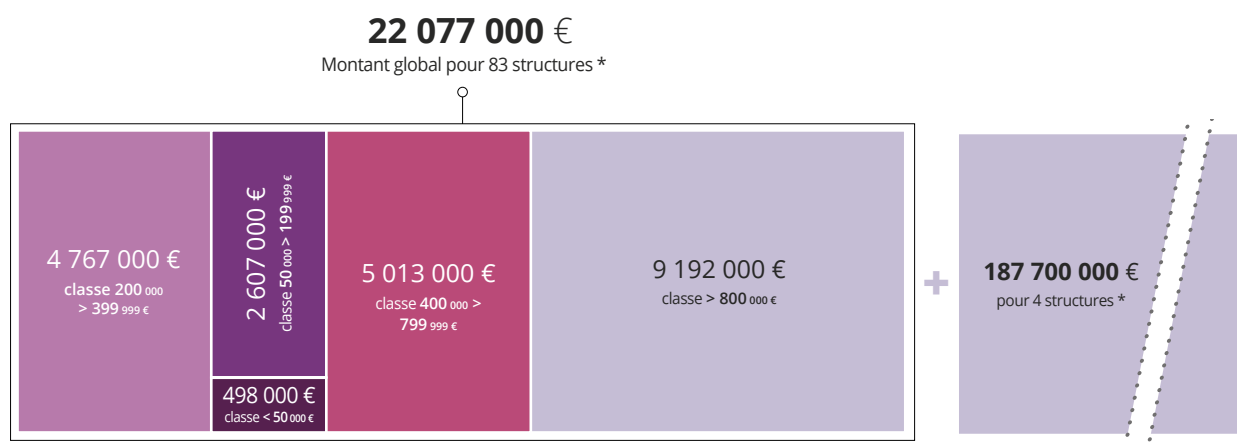 22 077 000 €
Montant global pour 83 structures *
4 767 000 €
classe 200 000
> 399 999 €
2 607 000 €
classe 50 000 > 199 999 €
498 000 €
classe < 50 000 €
5 013 000 €
classe 400 000 >
799 999 €
9 192 000 €
classe > 800 000 €
+
187 700 000 €
pour 4 structures *